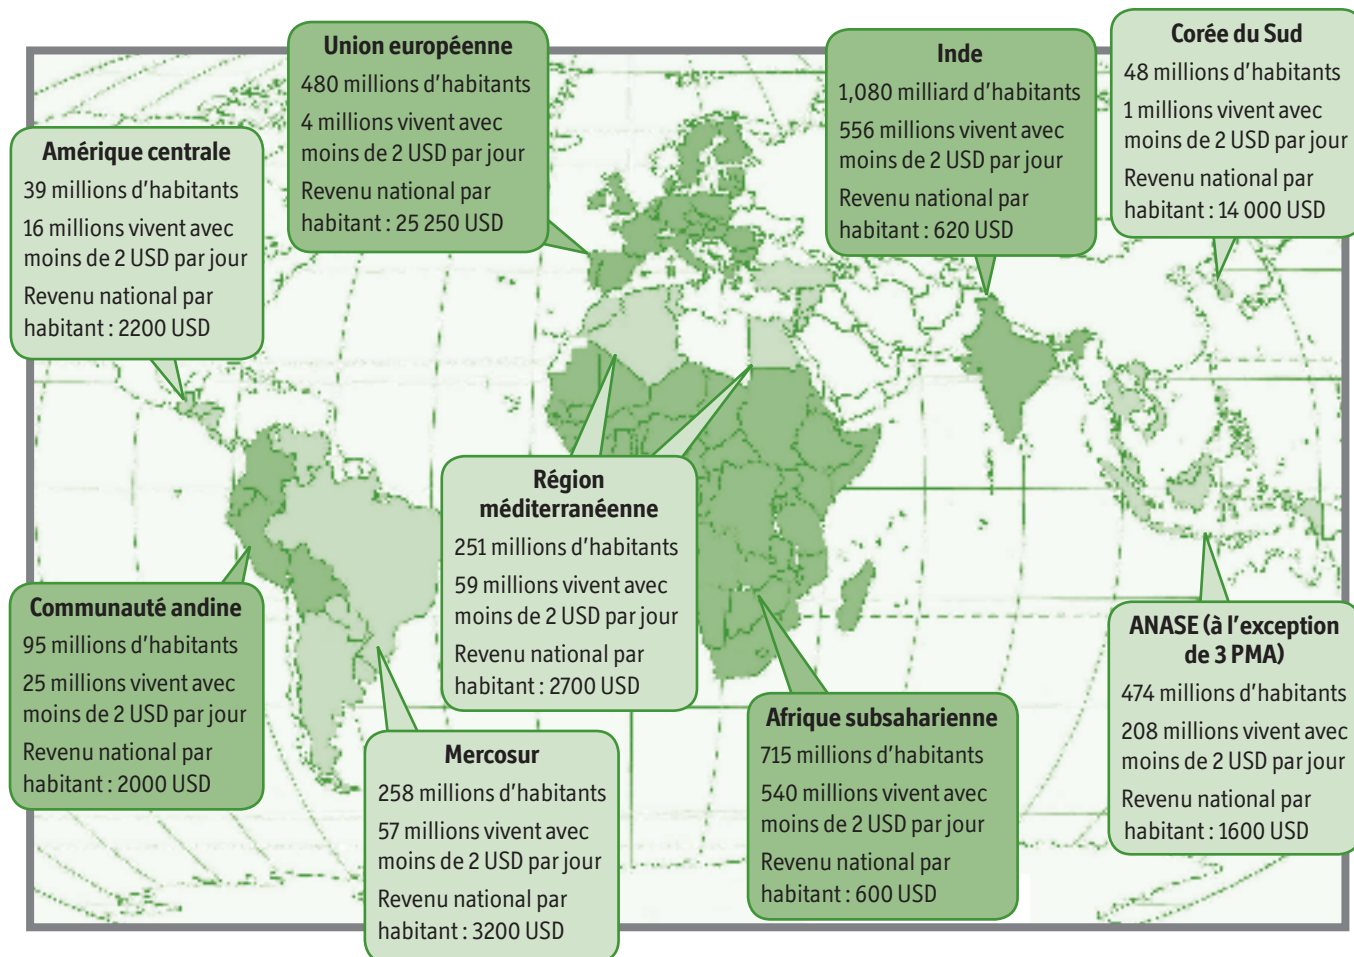 Union européenne
480 millions d'habitants
4 millions vivent avec
moins de 2 USD par jour
Revenu national par
habitant : 25 250 USD
Inde
1,080 milliard d'habitants
556 millions vivent avec
moins de 2 USD par jour
Revenu national par
habitant : 620 USD
Corée du Sud
48 millions d'habitants
1 millions vivent avec
moins de 2 USD par jour
Revenu national par
habitant : 14 000 USD
Amérique centrale
39 millions d'habitants
16 millions vivent avec
moins de 2 USD par jour
Revenu national par
habitant : 2200 USD
Région
méditerranéenne
251 millions d'habitants
59 millions vivent avec
moins de 2 USD par jour
Revenu national par
habitant : 2700 USD
Communauté andine
95 millions d'habitants
25 millions vivent avec
moins de 2 USD par jour
Revenu national par
habitant : 2000 USD
Mercosur
258 millions d'habitants
57 millions vivent avec
moins de 2 USD par jour
Revenu national par
habitant : 3200 USD
Afrique subsaharienne
715 millions d'habitants
540 millions vivent avec
moins de 2 USD par jour
Revenu national par
habitant : 600 USD
ANASE (à l'exception
de 3 PMA)
474 millions d'habitants
208 millions vivent avec
moins de 2 USD par jour
Revenu national par
habitant : 1600 USD